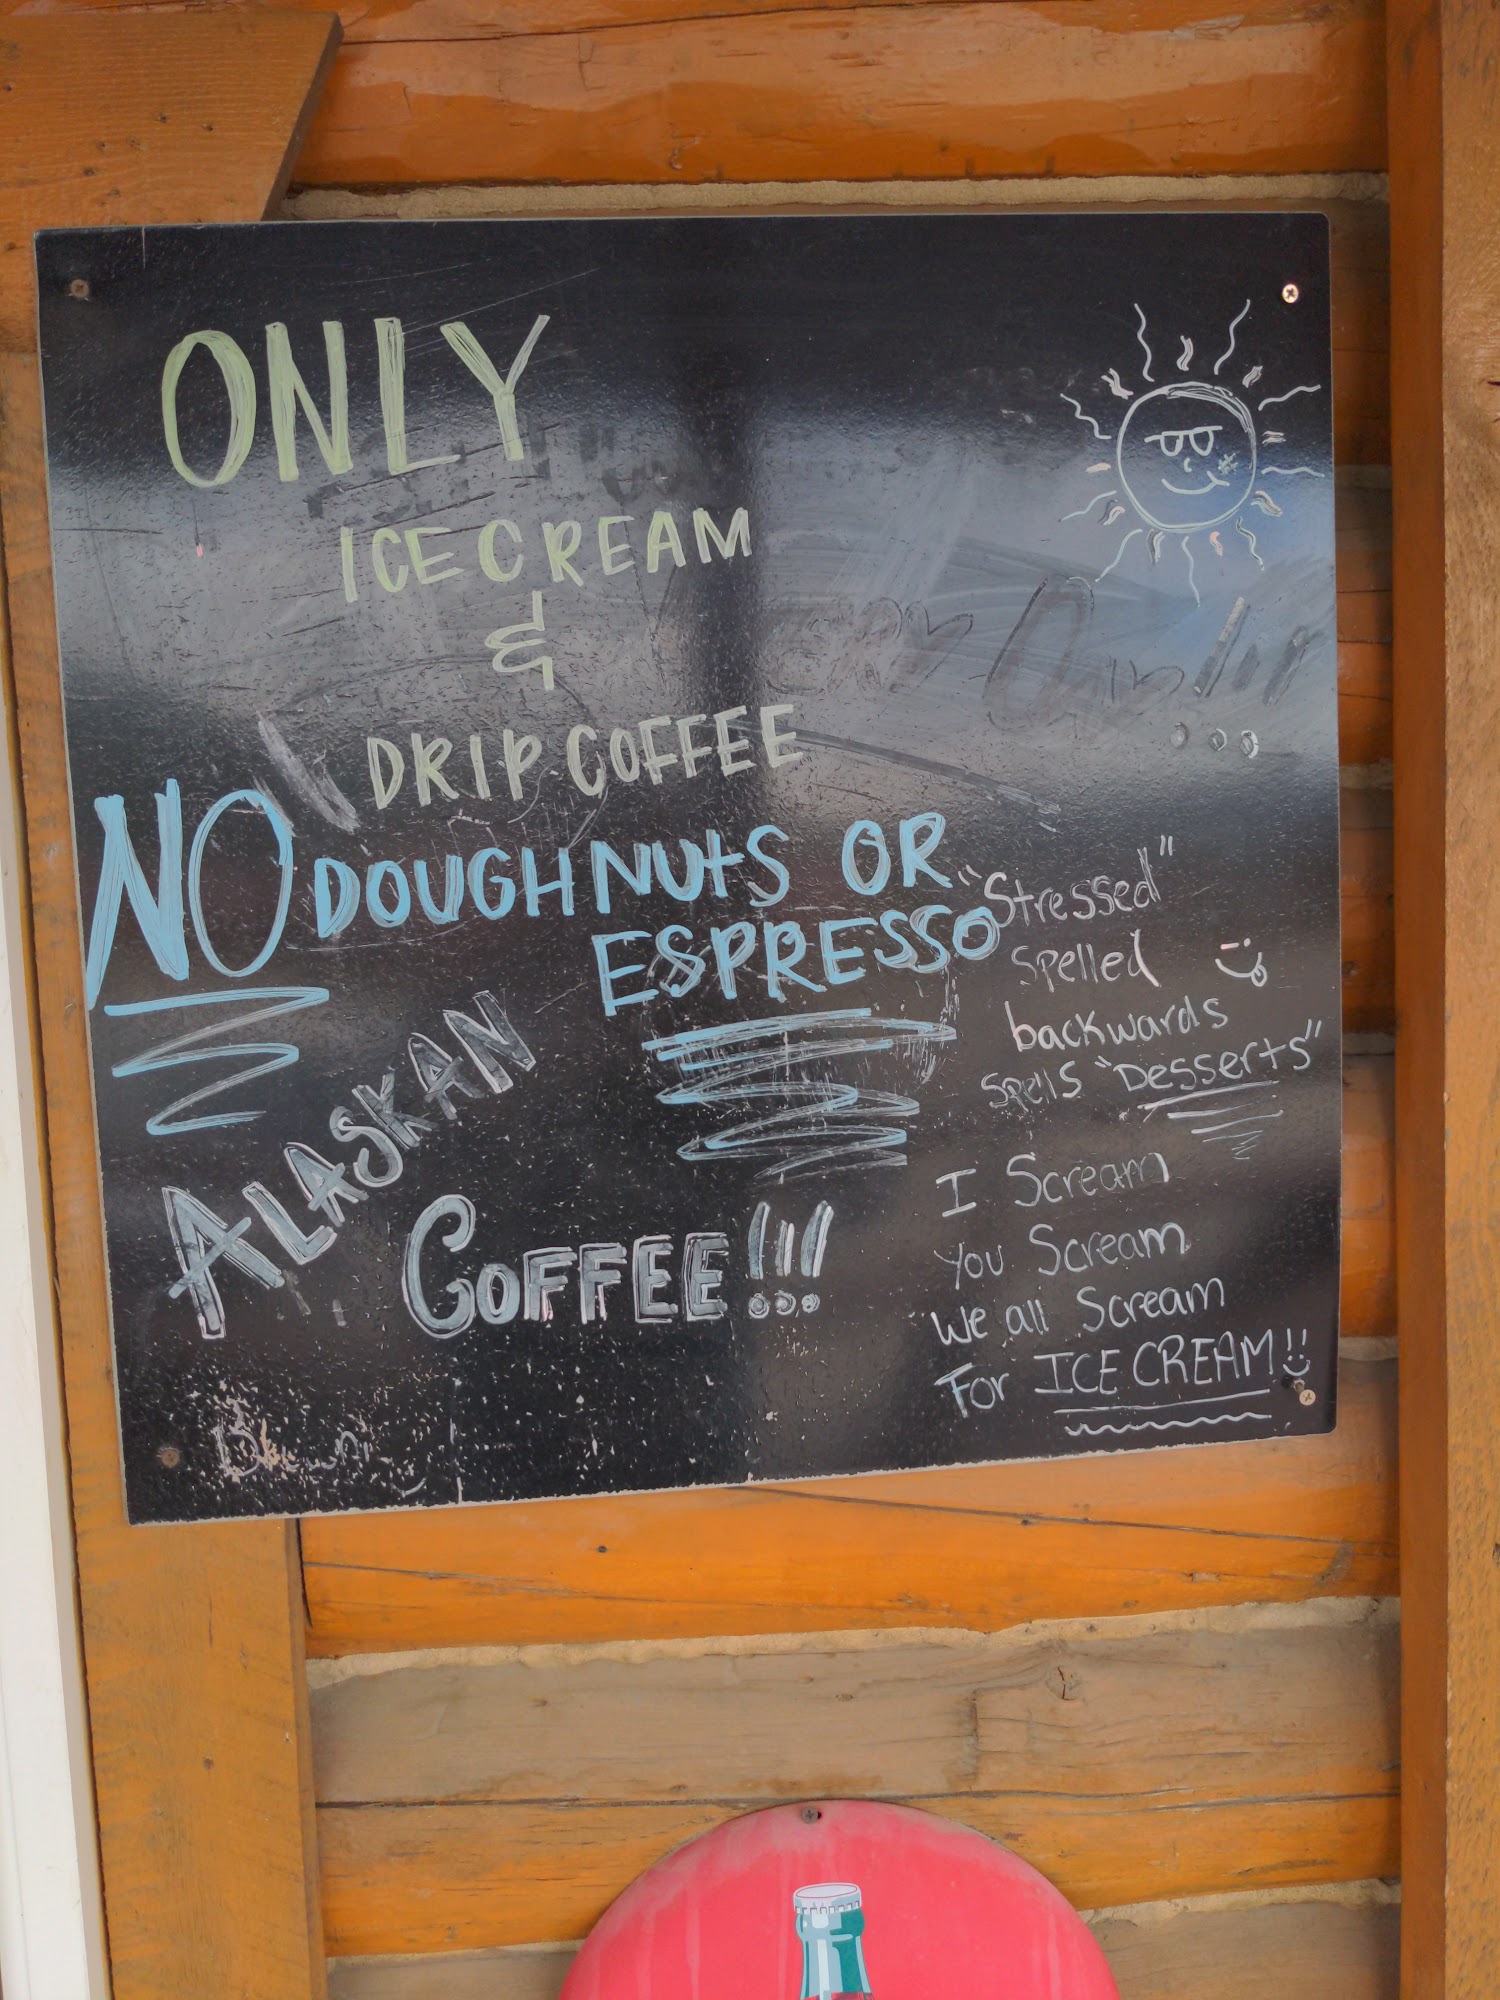 ONLY
ICE CREAM
&
DRIP COFFEE
NO DOUGHNUtS OR
ESPRESSO
ALASKAN
COFFEE!!!
"Stressed"
Spelled
backwards
Spells "Desserts"
I Scream
You Scream
We all Scream
For ICE CREAM!!